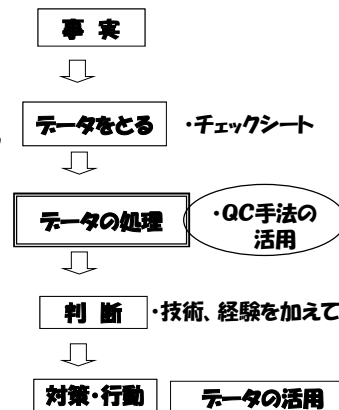 事 実
データをとる ・チェックシート
データの処理 ・QC手法の
活用
判 断 ・技術、経験を加えて
対策・行動 データの活用